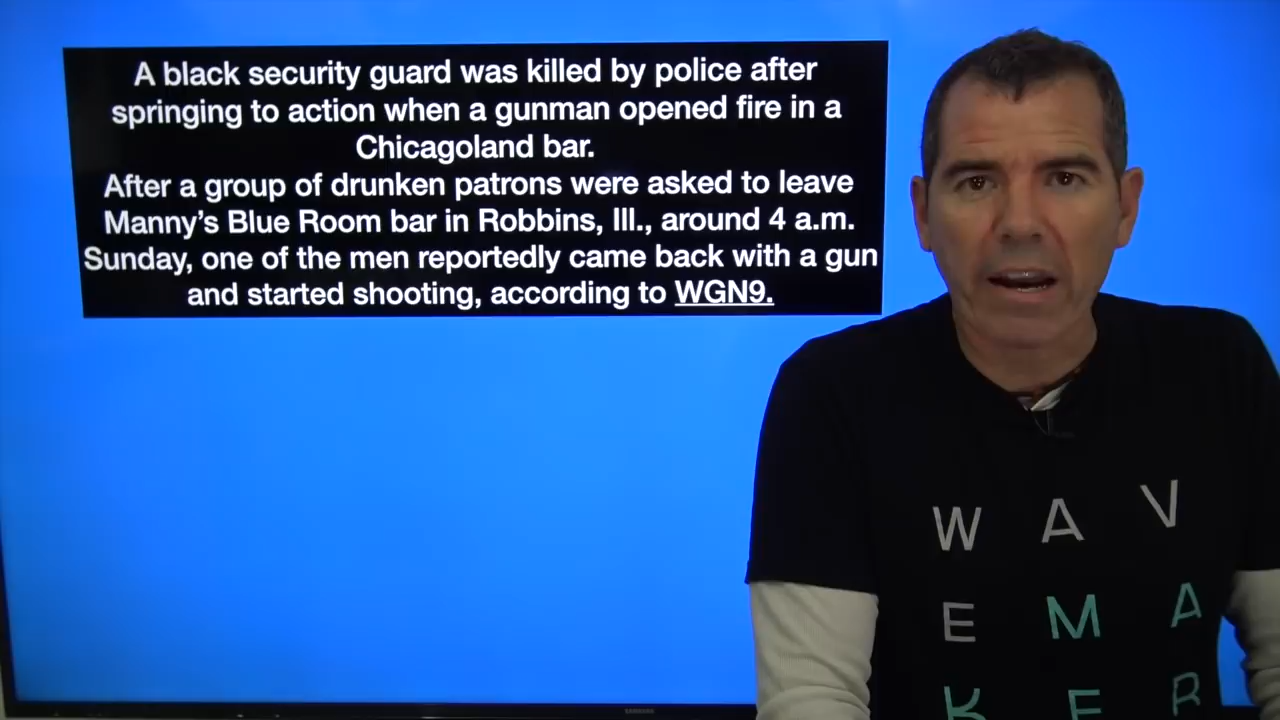 A black security guard was killed by police after
springing to action when a gunman opened fire in a
Chicagoland bar.
After a group of drunken patrons were asked to leave
Manny's Blue Room bar in Robbins, Ill., around 4 a.m.
Sunday, one of the men reportedly came back with a gun
and started shooting, according to WGN9.
W A V
E M A
K E R
SAMSUNG